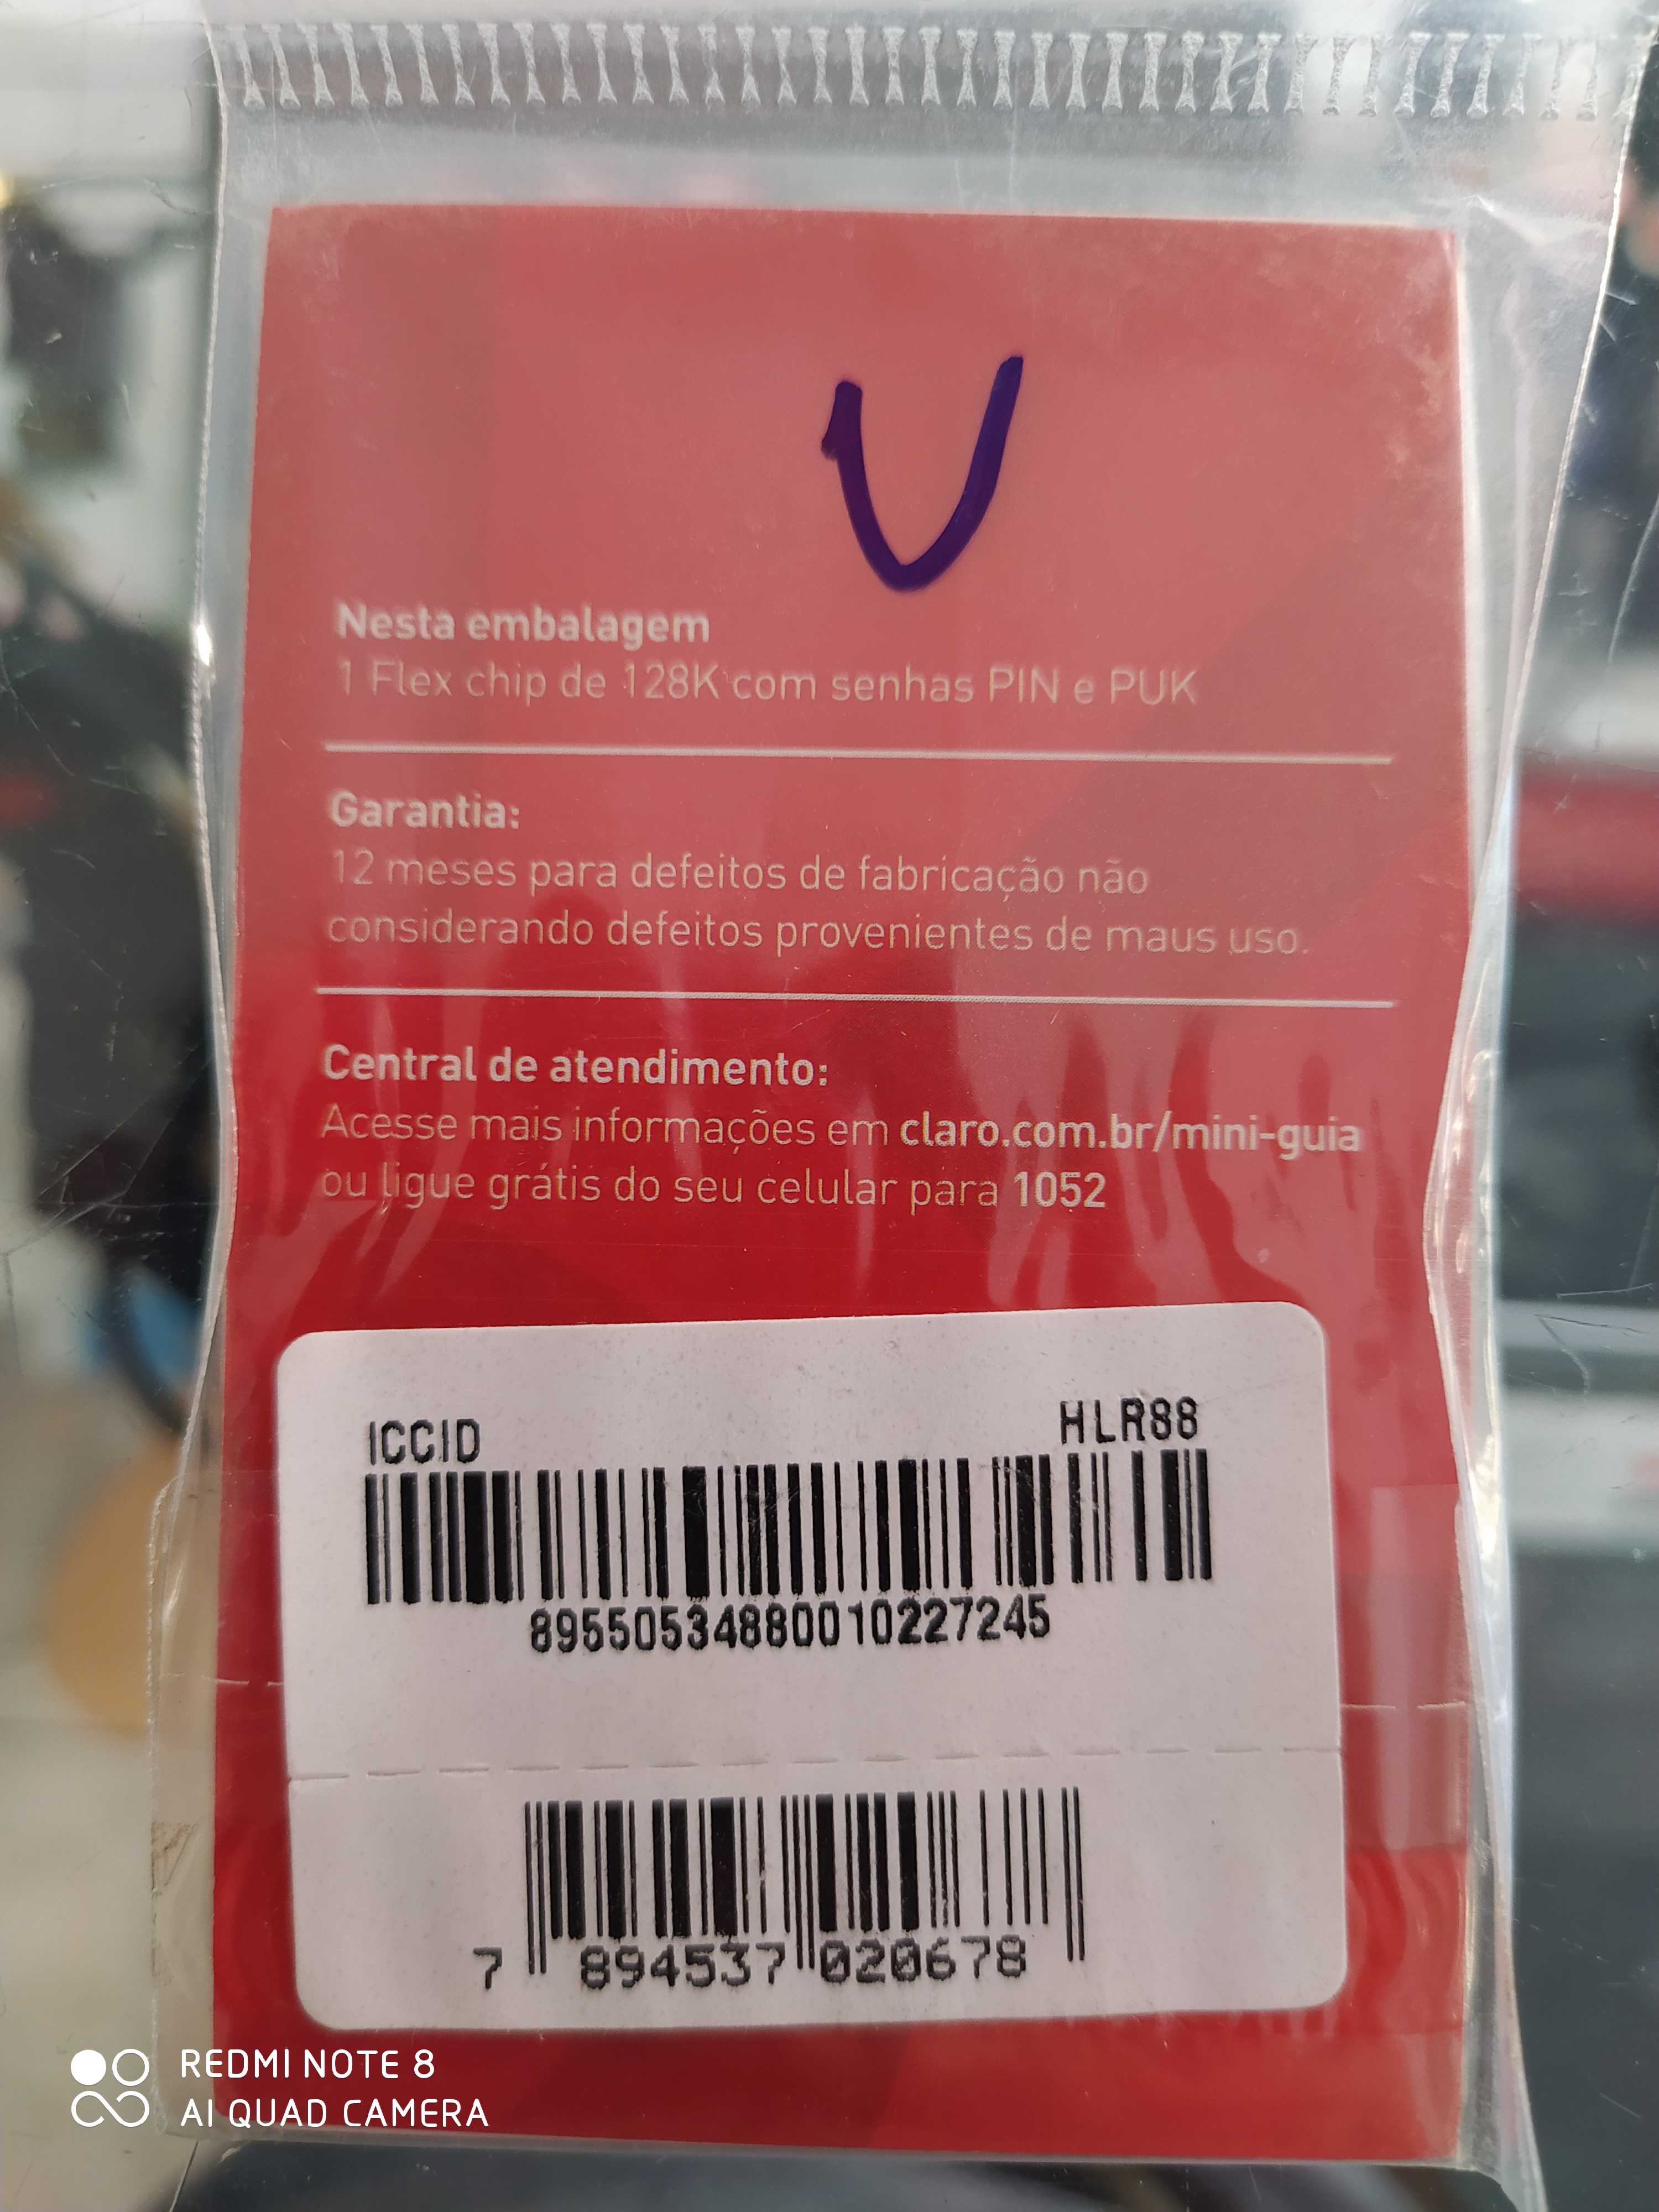 V
Nesta embalagem
1 Flex chip de 128K com senhas PIN e PUK
Garantia:
12 meses para defeitos de fabricação não
considerando defeitos provenientes de maus uso.
Central de atendimento:
Acesse mais informações em claro.com.br/mini-guia
ou ligue grátis do seu celular para 1052
ICCID HLR88
89550534880010227245
7 894537 020678
REDMI NOTE 8
AI QUAD CAMERA